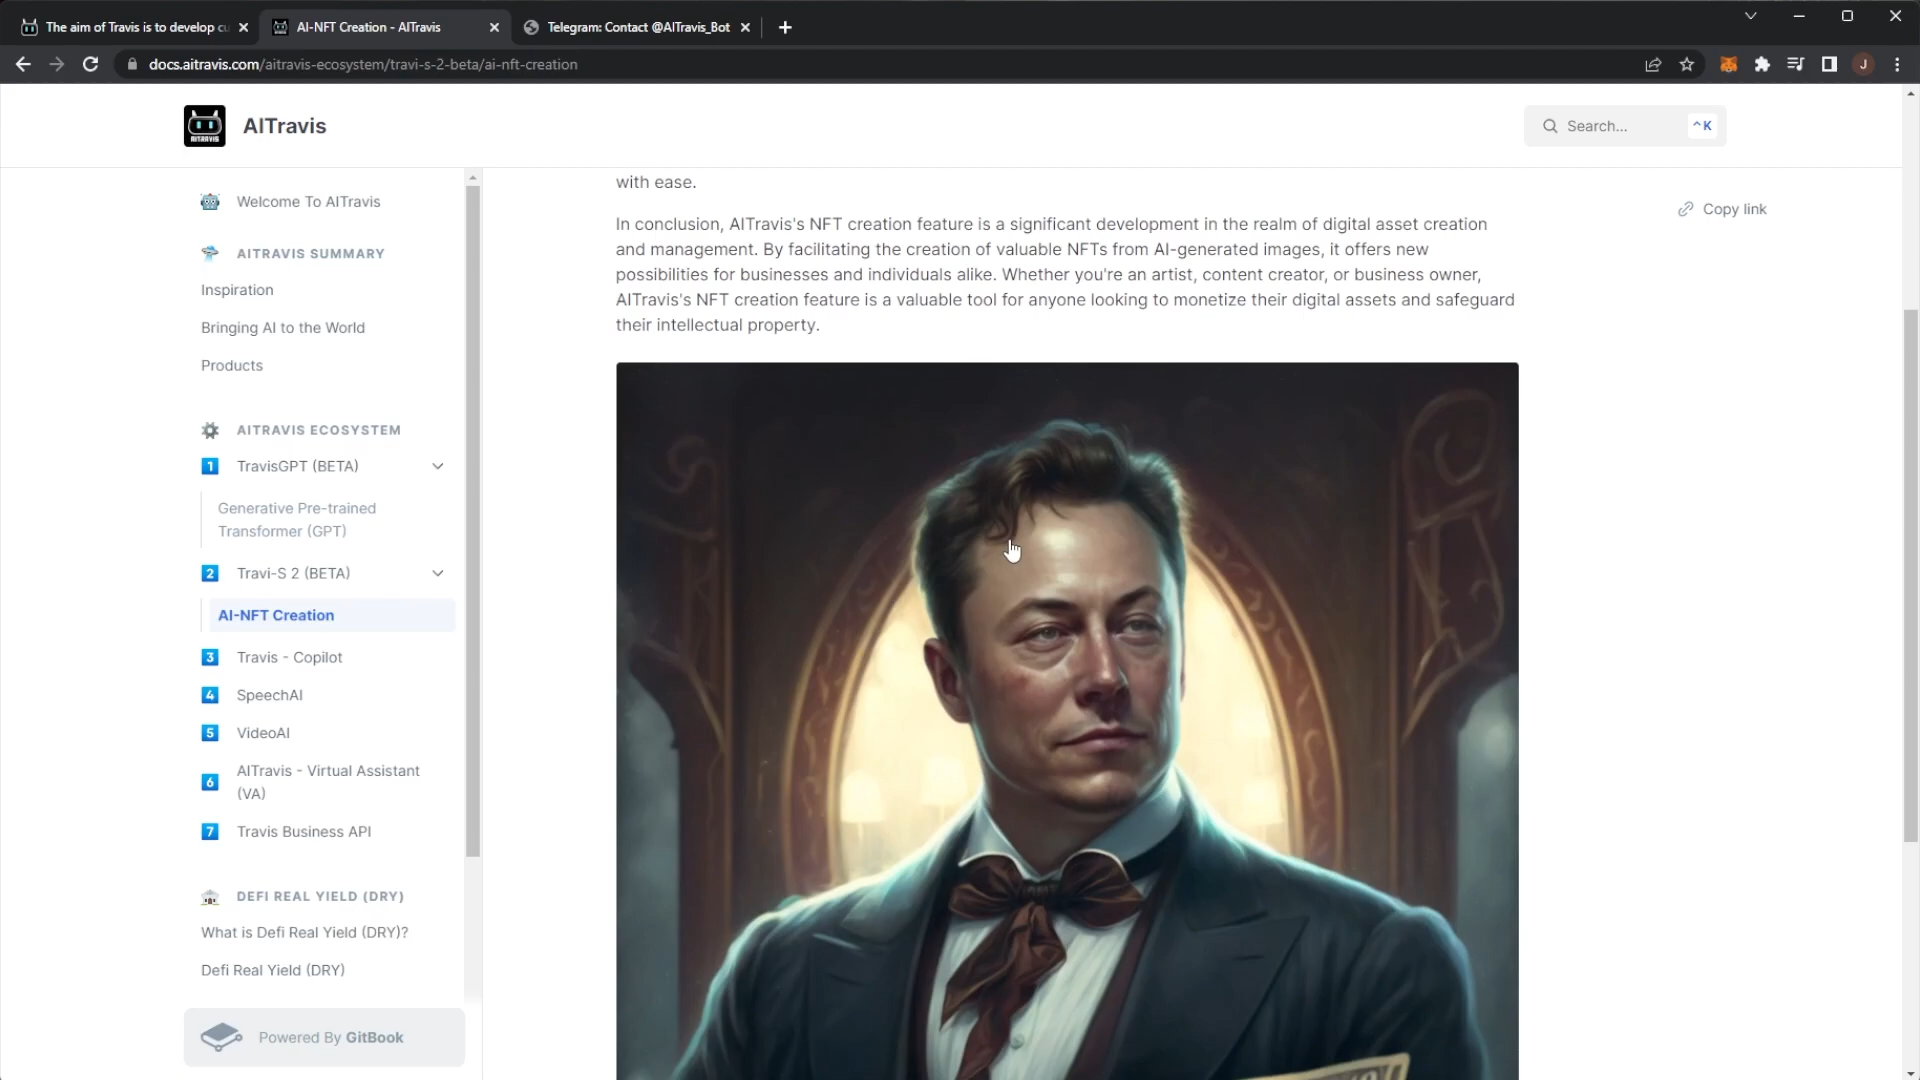 The aim of Travis is to develop cu
AI-NFT Creation - AITravis
Telegram: Contact @AITravis_Bot
docs.aitravis.com/aitravis-ecosystem/travi-s-2-beta/ai-nft-creation
J
AITRAVIS
AITravis
Search...
^K
Welcome To AITravis
AITRAVIS SUMMARY
Inspiration
Bringing AI to the World
Products
AITRAVIS ECOSYSTEM
1 TravisGPT (BETA)
Generative Pre-trained
Transformer (GPT)
2 Travi-S 2 (BETA)
AI-NFT Creation
3 Travis - Copilot
4 SpeechAI
5 VideoAI
6 AITravis - Virtual Assistant
(VA)
7 Travis Business API
DEFI REAL YIELD (DRY)
What is Defi Real Yield (DRY)?
Defi Real Yield (DRY)
Powered By GitBook
with ease.
In conclusion, AITravis's NFT creation feature is a significant development in the realm of digital asset creation
and management. By facilitating the creation of valuable NFTs from AI-generated images, it offers new
possibilities for businesses and individuals alike. Whether you're an artist, content creator, or business owner,
AITravis's NFT creation feature is a valuable tool for anyone looking to monetize their digital assets and safeguard
their intellectual property.
Copy link